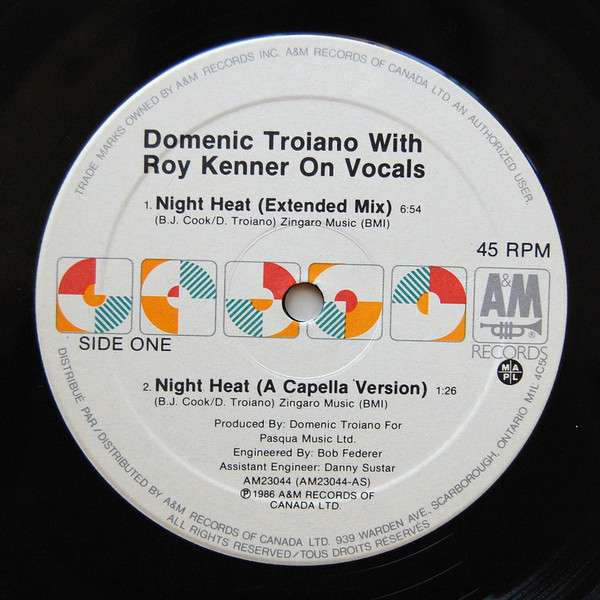 TRADE MARKS OWNED BY A&M RECORDS INC. A&M RECORDS OF CANADA LTD. AN AUTHORIZED USER.
Domenic Troiano With
Roy Kenner On Vocals
1. Night Heat (Extended Mix) 6:54
(B.J. Cook/D. Troiano) Zingaro Music (BMI)
45 RPM
A&M
®
RECORDS
SIDE ONE
MAPL
2. Night Heat (A Capella Version) 1:26
(B.J. Cook/D. Troiano) Zingaro Music (BMI)
Produced By: Domenic Troiano For
Pasqua Music Ltd.
Engineered By: Bob Federer
Assistant Engineer: Danny Sustar
AM23044 (AM23044-AS)
℗1986 A&M RECORDS OF
CANADA LTD.
DISTRIBUÉ PAR/DISTRIBUTED BY A&M RECORDS OF CANADA LTD. 939 WARDEN AVE, SCARBOROUGH, ONTARIO M1L 4C5
ALL RIGHTS RESERVED/TOUS DROITS RESERVÉS